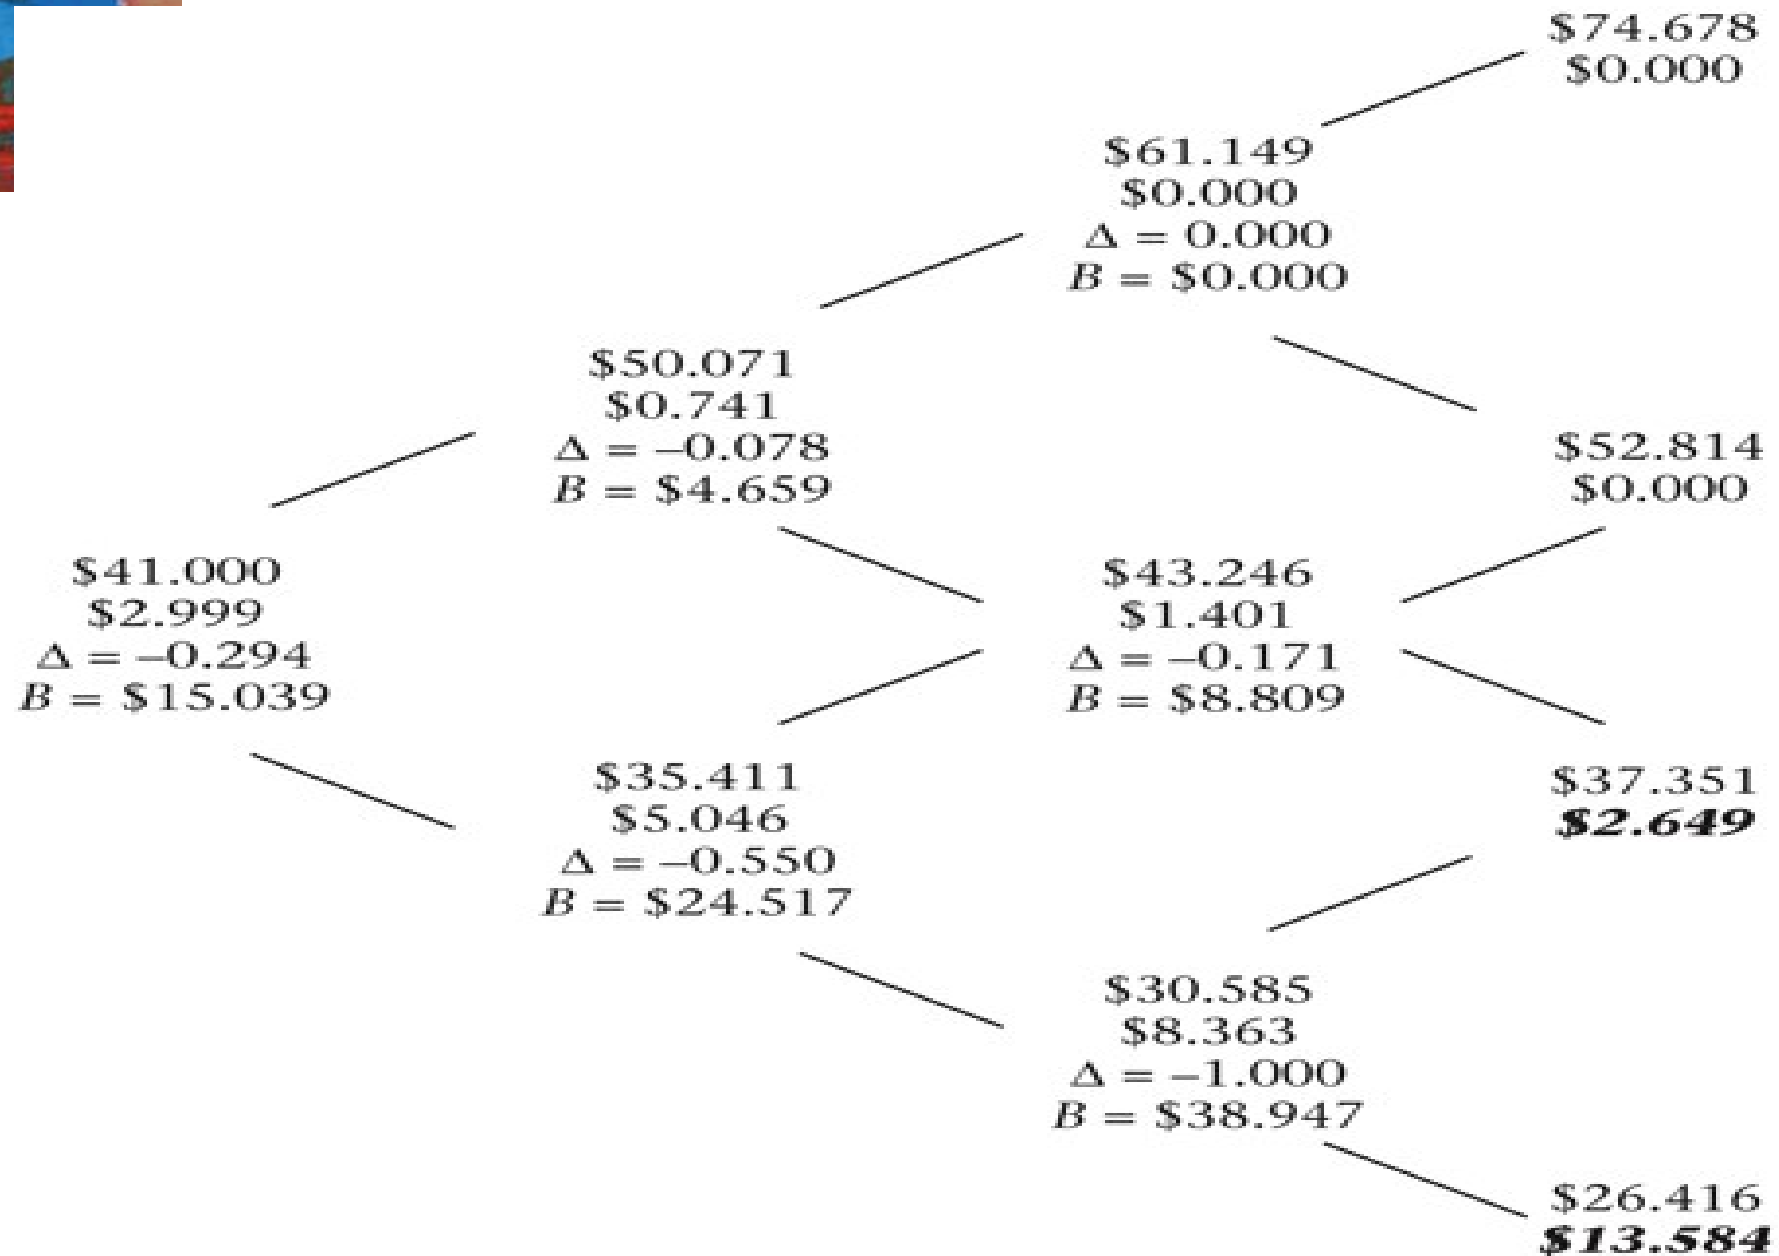 $74.678
$0.000
$61.149
$0.000
Δ = 0.000
B = $0.000
$50.071
$0.741
Δ = –0.078
B = $4.659
$52.814
$0.000
$41.000
$2.999
Δ = –0.294
B = $15.039
$43.246
$1.401
Δ = –0.171
B = $8.809
$35.411
$5.046
Δ = –0.550
B = $24.517
$37.351
$2.649
$30.585
$8.363
Δ = –1.000
B = $38.947
$26.416
$13.584